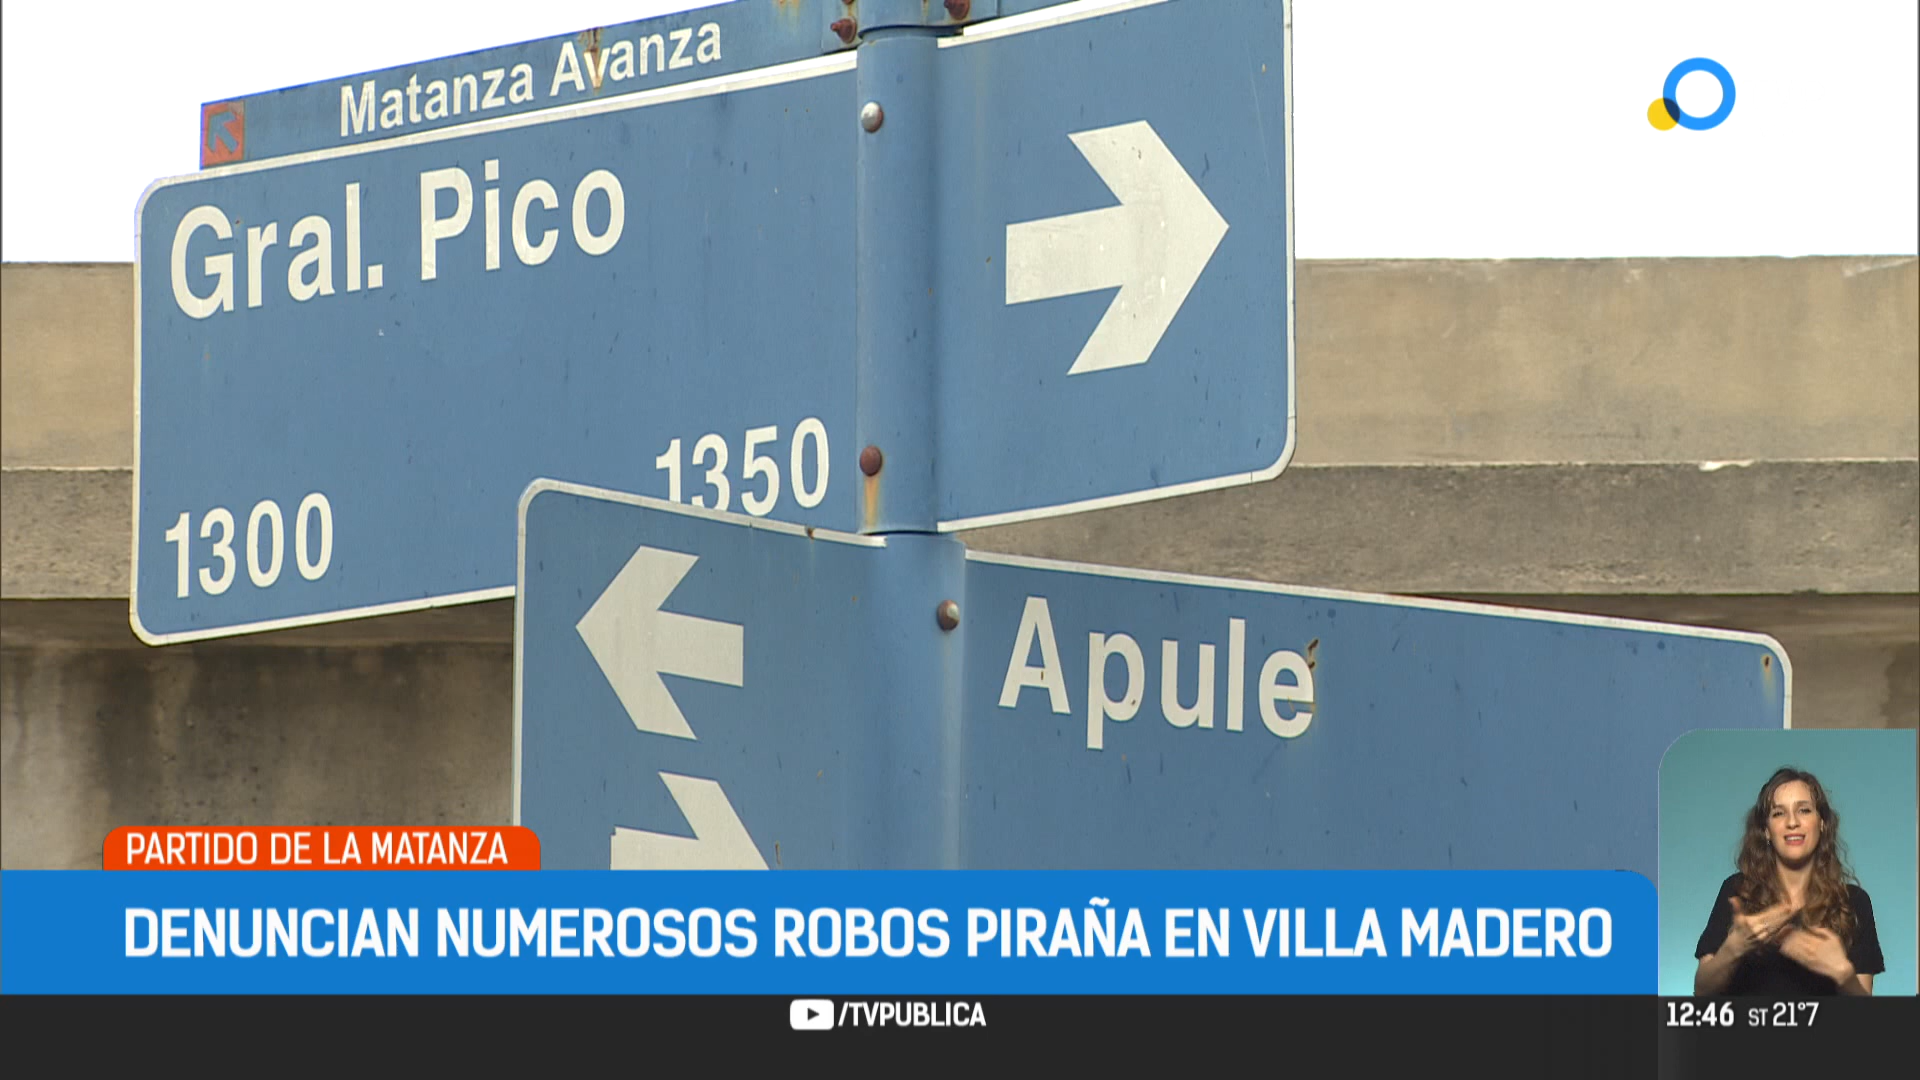 Matanza Avanza
Gral. Pico
1300
1350
Apule
PARTIDO DE LA MATANZA
DENUNCIAN NUMEROSOS ROBOS PIRAÑA EN VILLA MADERO
/TVPUBLICA
12:46 ST 21°7